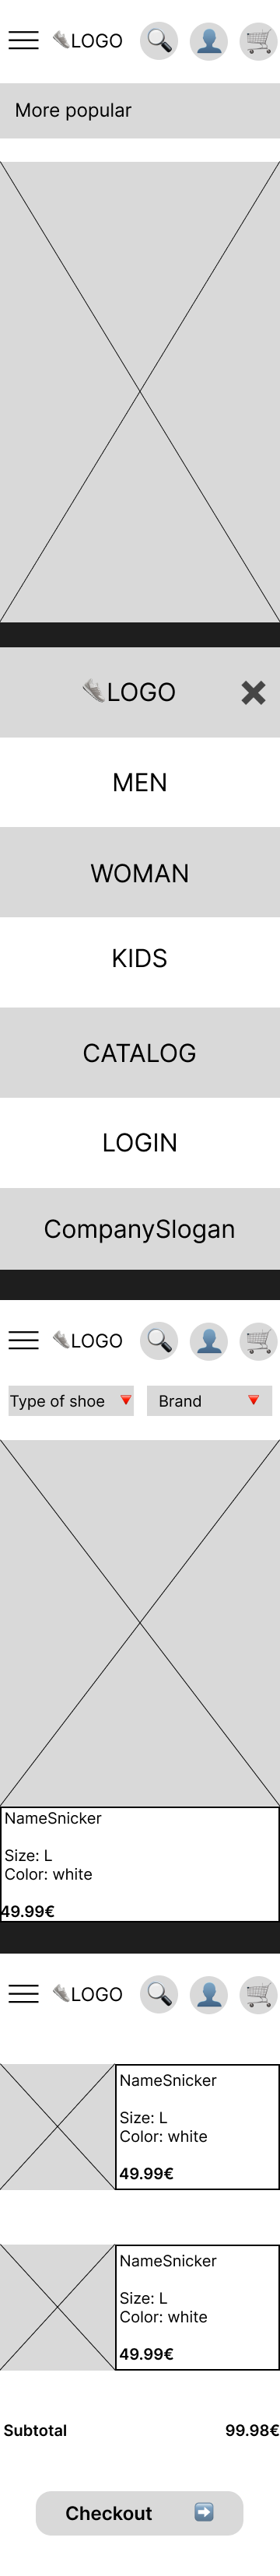 LOGO
More popular
LOGO
MEN
WOMAN
KIDS
CATALOG
LOGIN
CompanySlogan
LOGO
Type of shoe
Brand
NameSnicker
Size: L
Color: white
49.99€
LOGO
NameSnicker
Size: L
Color: white
49.99€
NameSnicker
Size: L
Color: white
49.99€
Subtotal 99.98€
Checkout